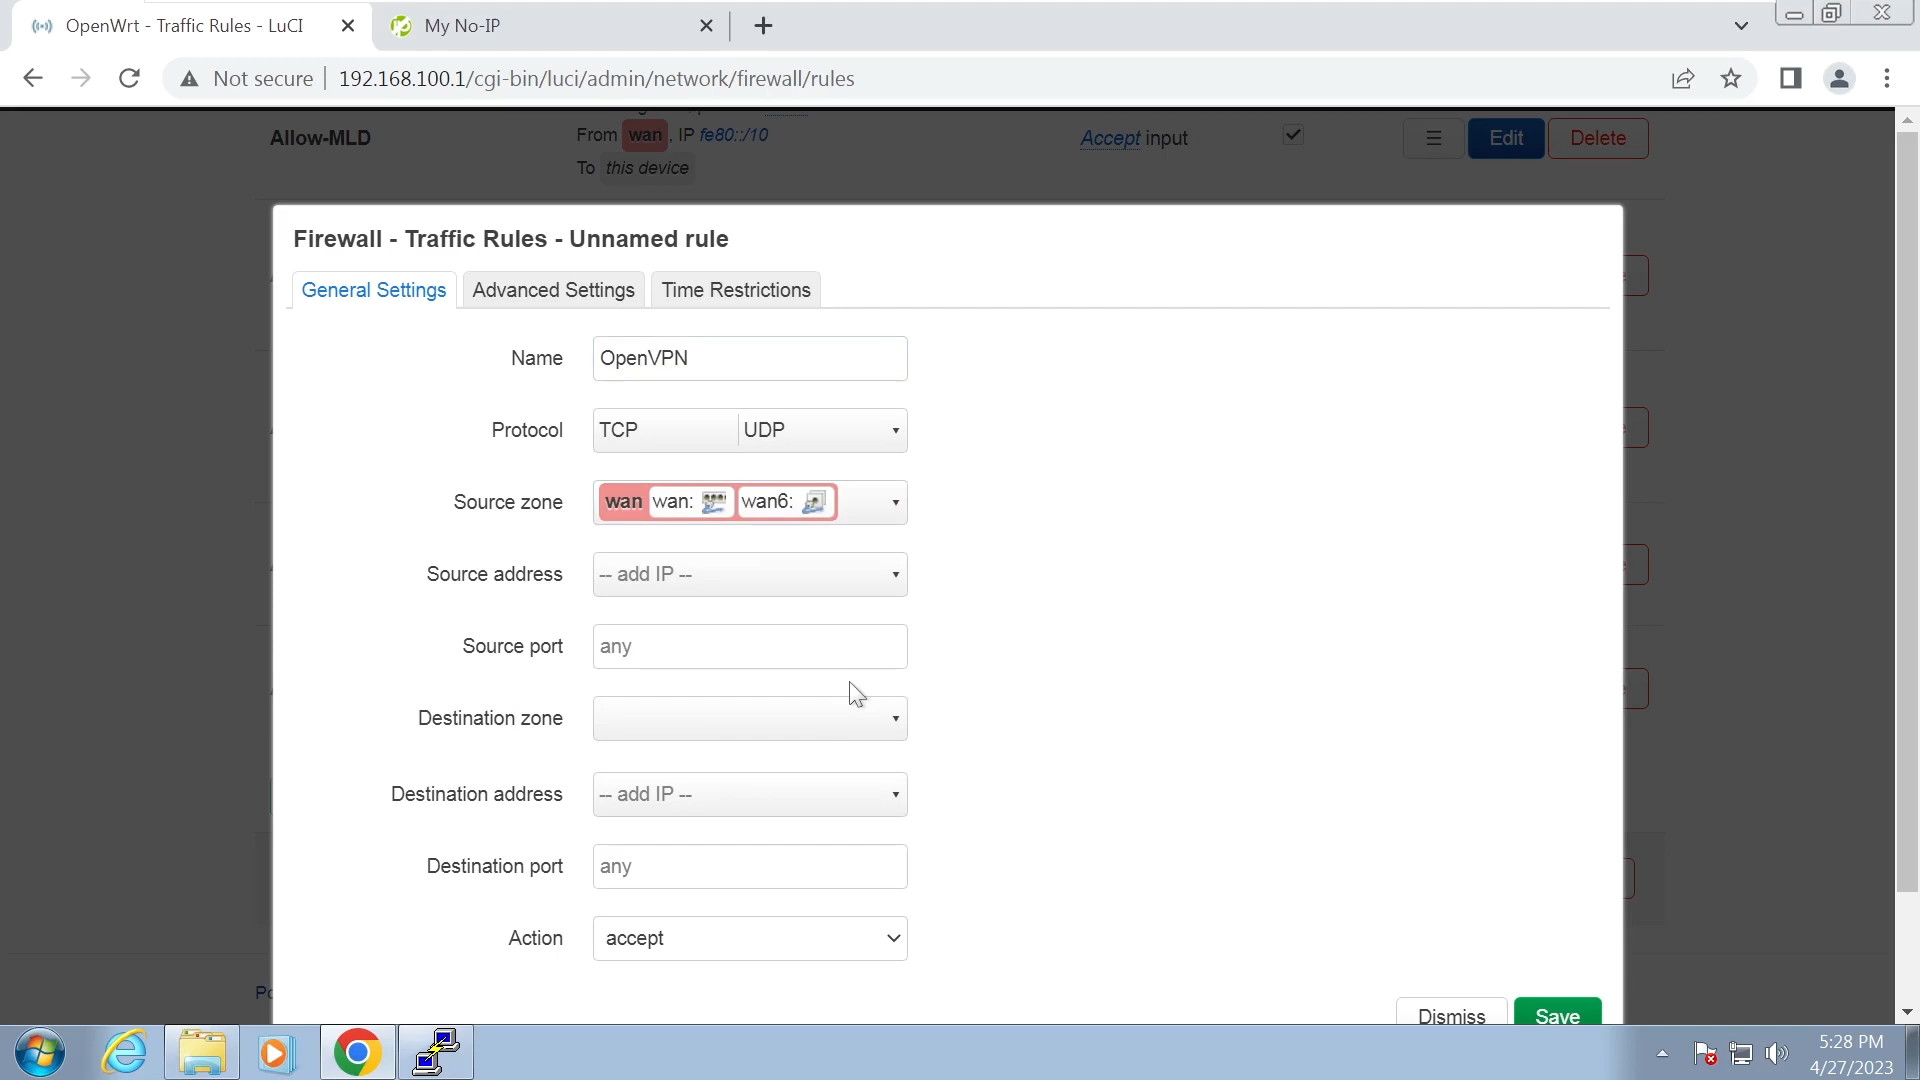 OpenWrt - Traffic Rules - LuCI
My No-IP
Not secure
192.168.100.1/cgi-bin/luci/admin/network/firewall/rules
Allow-MLD
From wan, IP fe80::/10
To this device
Accept input
Edit
Delete
Firewall - Traffic Rules - Unnamed rule
General Settings
Advanced Settings
Time Restrictions
Name
OpenVPN
Protocol
TCP
UDP
Source zone
wan wan: wan6:
Source address
-- add IP --
Source port
any
Destination zone
Destination address
-- add IP --
Destination port
any
Action
accept
Dismiss
Save
5:28 PM
4/27/2023